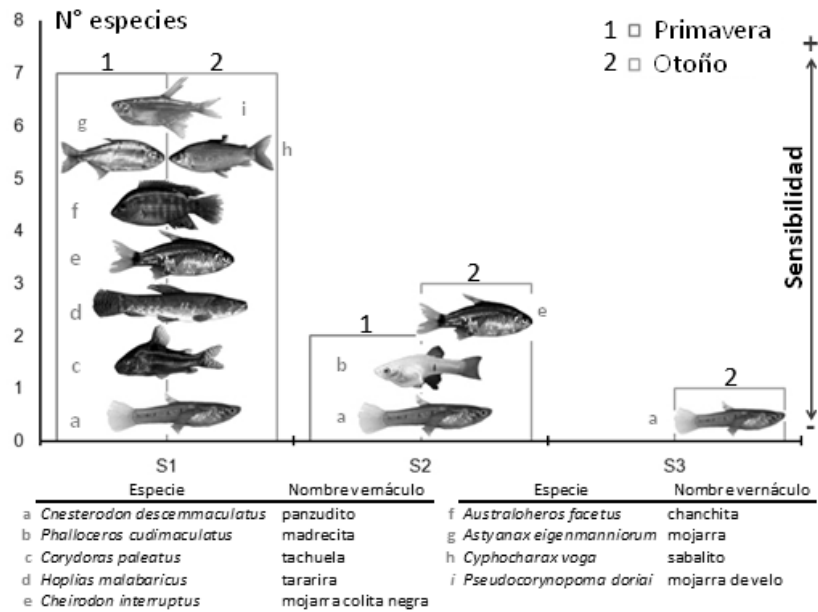 N° especies
8
7
6
5
4
3
2
1
0
1 Primavera
2 Otoño
+
Sensibilidad
-
1 2
i
g
h
f
e
d
c
a
2
1
e
b
a
2
a
S1 S2 S3
Especie Nombre vernáculo Especie Nombre vernáculo
a Cnesterodon descemmaculatus panzudito f Australoheros facetus chanchita
b Phalloceros cudimaculatus madrecita g Astyanax eigenmanniorum mojarra
c Corydoras paleatus tachuela h Cyphocharax voga sabalito
d Hoplias malabaricus tararira i Pseudocorynopoma doriai mojarra de velo
e Cheirodon interruptus mojarra colita negra